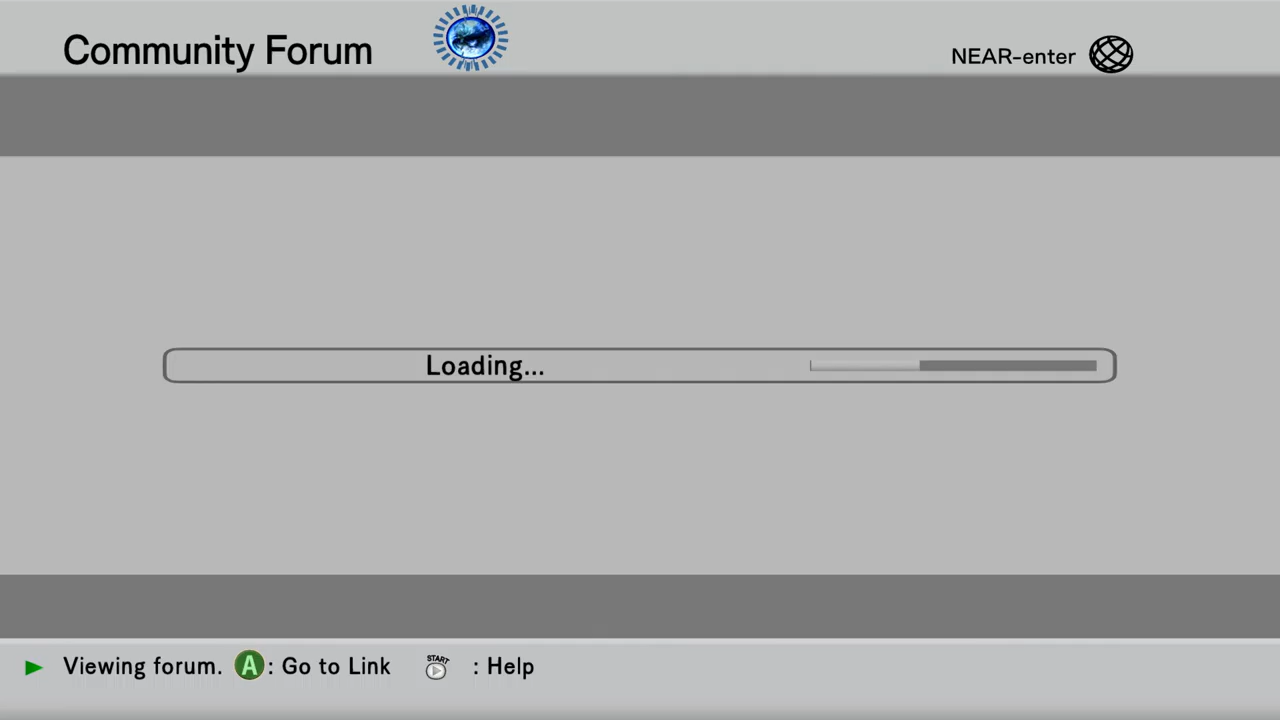 Community Forum
NEAR-enter
Loading...
Viewing forum. A : Go to Link START : Help